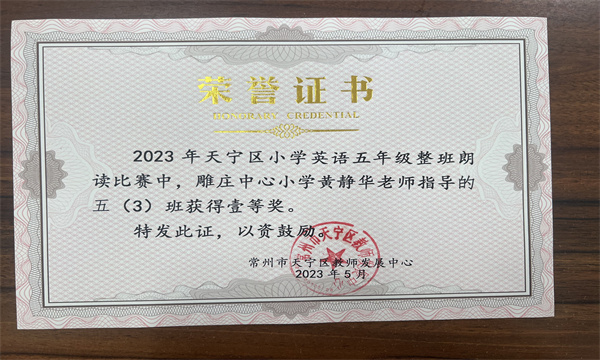 荣誉证书
HONORARY CREDENTIAL
2023 年天宁区小学英语五年级整班朗
读比赛中，雕庄中心小学黄静华老师指导的
五（3）班获得壹等奖。
特发此证，以资鼓励。
常州市天宁区教师发展中心
2023 年 5 月